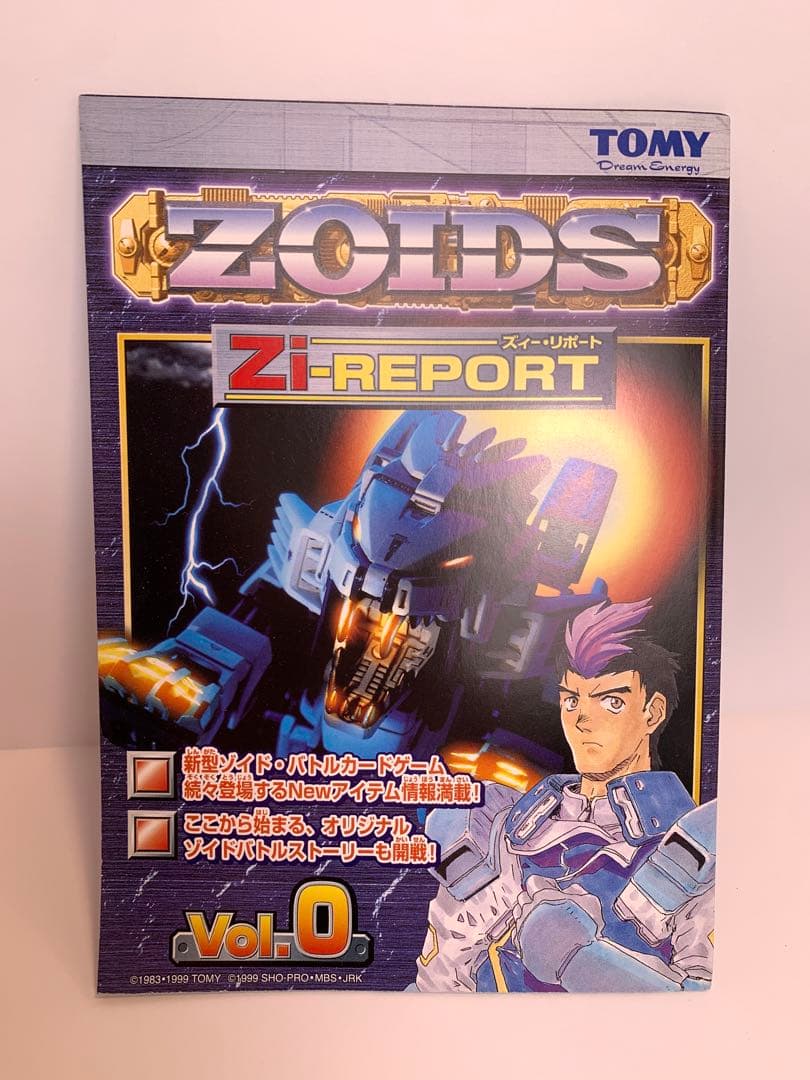 TOMY
Dream Energy
ZOIDS
ズィー・リポート
Zi-REPORT
新型ゾイド・バトルカードゲーム
続々登場するNewアイテム情報満載!
ここから始まる、オリジナル
ゾイドバトルストーリーも開戦!
Vol.0
©1983・1999 TOMY ©1999 SHO-PRO・MBS・JRK